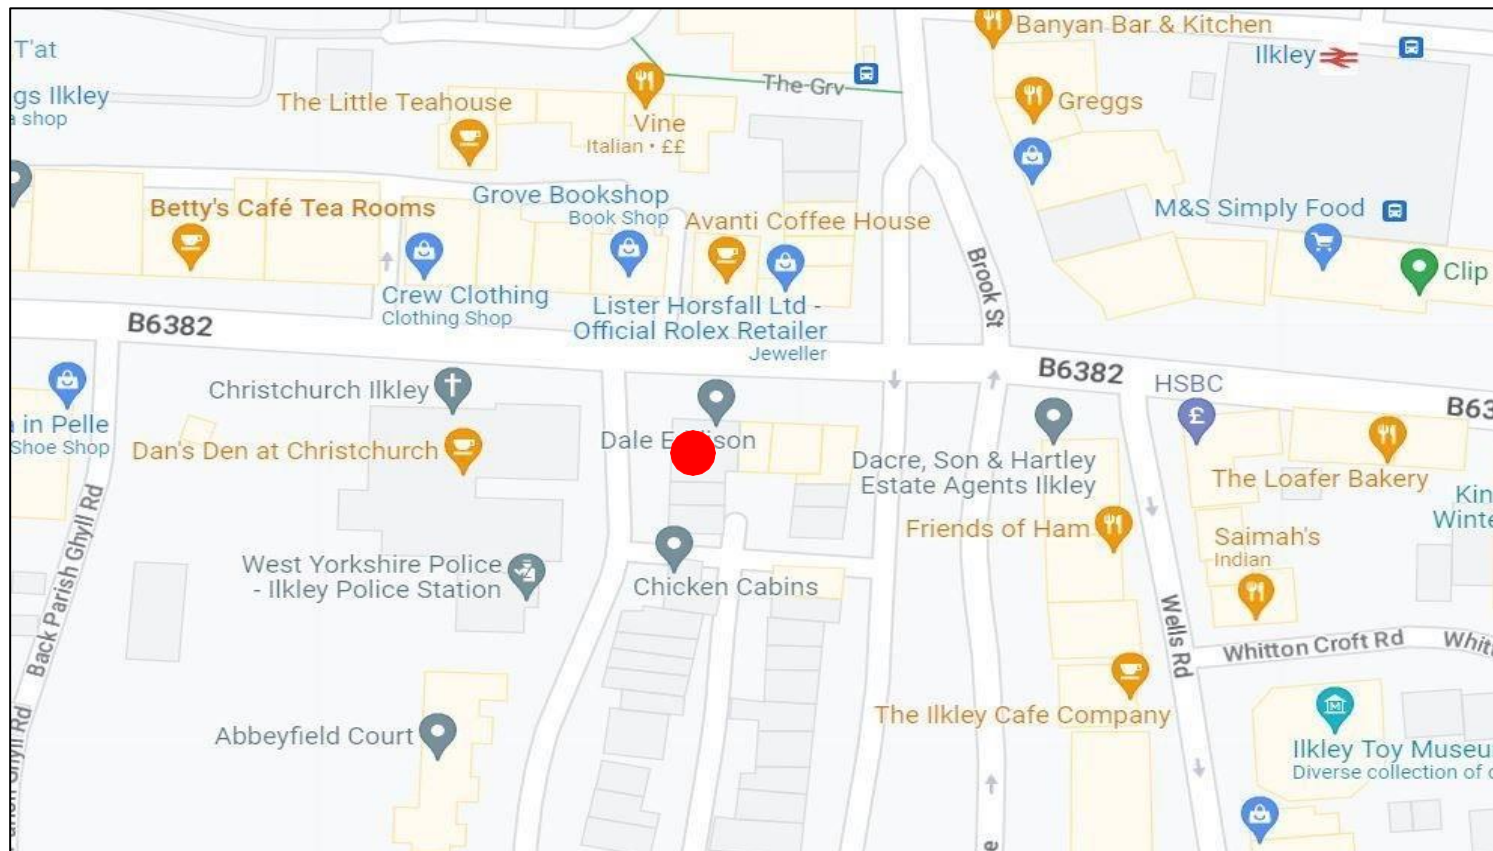 Banyan Bar & Kitchen
T'at
Ilkley
gs Ilkley
shop
The Grv
The Little Teahouse
Greggs
Vine
Italian • ££
Grove Bookshop
Book Shop
Betty's Café Tea Rooms
M&S Simply Food
Avanti Coffee House
Brook St
Clip
Crew Clothing
Clothing Shop
Lister Horsfall Ltd -
Official Rolex Retailer
Jeweller
B6382
B6382
HSBC
Christchurch Ilkley
B63
in Pelle
Shoe Shop
Dan's Den at Christchurch
Dale E
ison
Dacre, Son & Hartley
Estate Agents Ilkley
The Loafer Bakery
Kin
Winte
Back Parish Ghyll Rd
Friends of Ham
Saimah's
Indian
West Yorkshire Police
- Ilkley Police Station
Chicken Cabins
Wells Rd
Whitton Croft Rd
Whitt
The Ilkley Cafe Company
Abbeyfield Court
Ghyll Rd
Ilkley Toy Museu
Diverse collection of